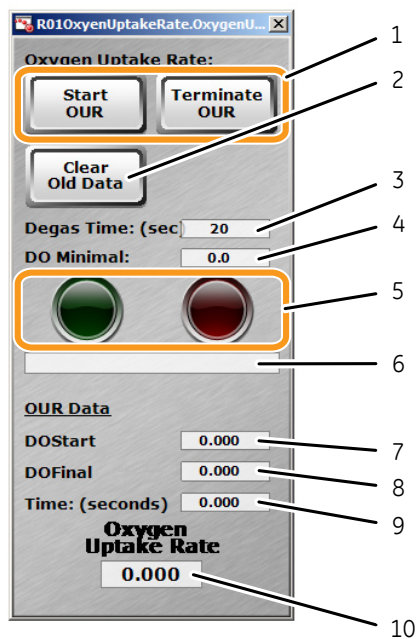 R01OxyenUptakeRate.OxygenU...
Oxygen Uptake Rate:
1
Start OUR
Terminate OUR
2
Clear Old Data
Degas Time: (sec) 20
3
DO Minimal: 0.0
4
5
6
OUR Data
DOStart 0.000
7
DOFinal 0.000
8
Time: (seconds) 0.000
9
Oxygen
Uptake Rate
0.000
10